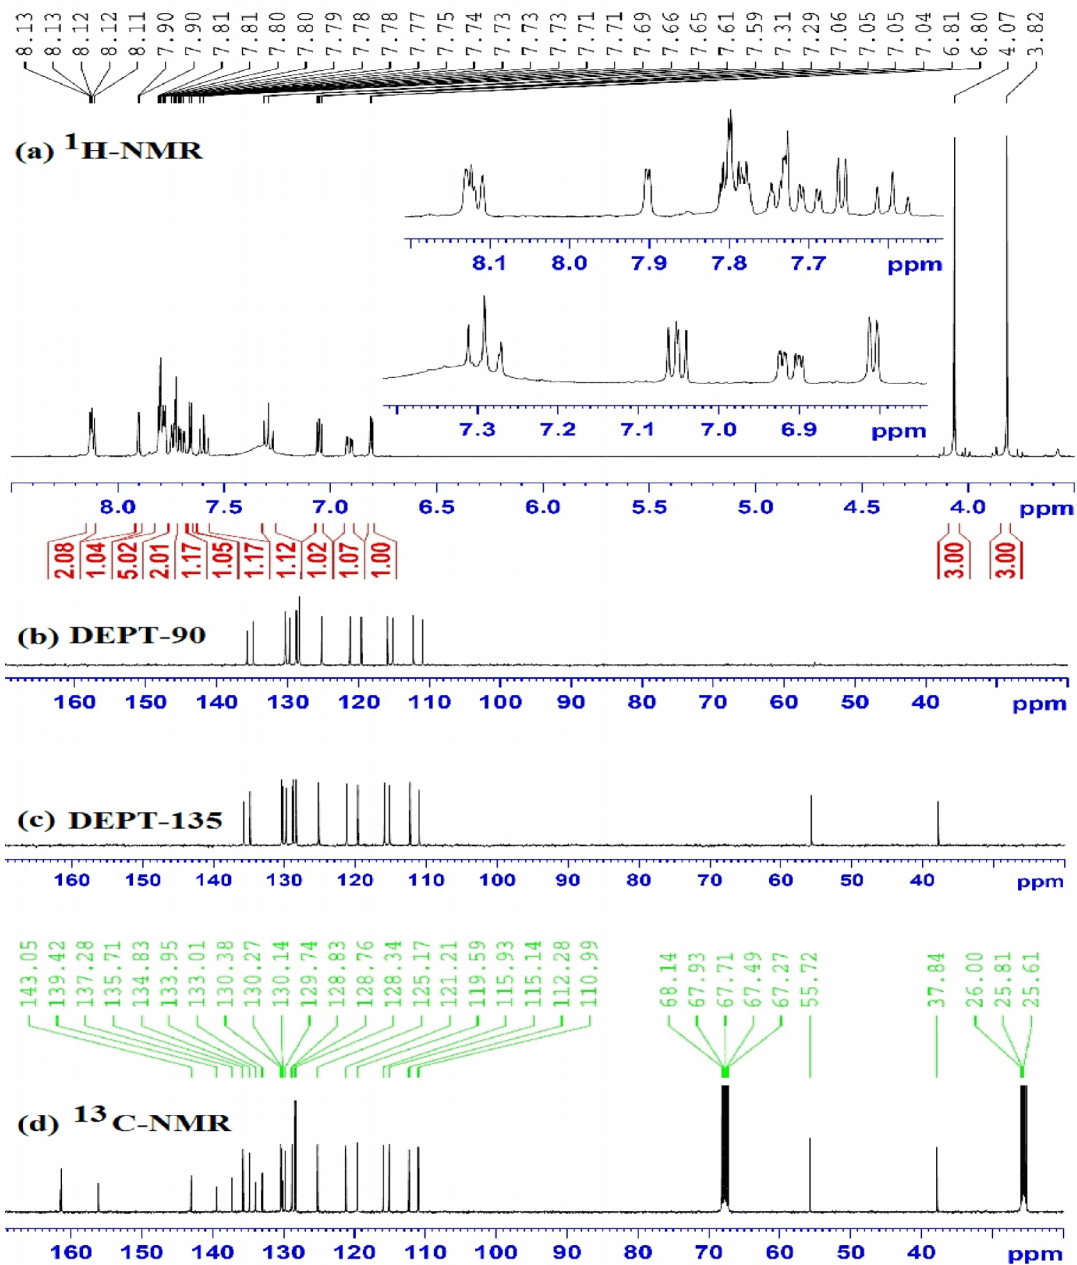 8.13 8.13 8.12 8.12 8.11 7.90 7.90 7.81 7.81 7.80 7.80 7.79 7.78 7.78 7.77 7.75 7.74 7.73 7.73 7.73 7.71 7.71 7.69 7.66 7.65 7.61 7.59 7.31 7.29 7.06 7.05 7.05 7.04 6.81 6.80 4.07 3.82
(a) ¹H-NMR
8.1 8.0 7.9 7.8 7.7 ppm
7.3 7.2 7.1 7.0 6.9 ppm
8.0 7.5 7.0 6.5 6.0 5.5 5.0 4.5 4.0 ppm
2.08 1.04 5.02 2.01 1.17 1.05 1.17 1.12 1.02 1.07 1.00 3.00 3.00
(b) DEPT-90
160 150 140 130 120 110 100 90 80 70 60 50 40 ppm
(c) DEPT-135
160 150 140 130 120 110 100 90 80 70 60 50 40 ppm
143.05 139.42 137.28 135.71 134.83 133.95 133.01 130.38 130.27 130.14 129.74 128.83 128.76 128.34 125.17 121.21 119.59 115.93 115.14 112.28 110.99 68.14 67.93 67.71 67.49 67.27 55.72 37.84 26.00 25.81 25.61
(d) ¹³C-NMR
160 150 140 130 120 110 100 90 80 70 60 50 40 30 ppm